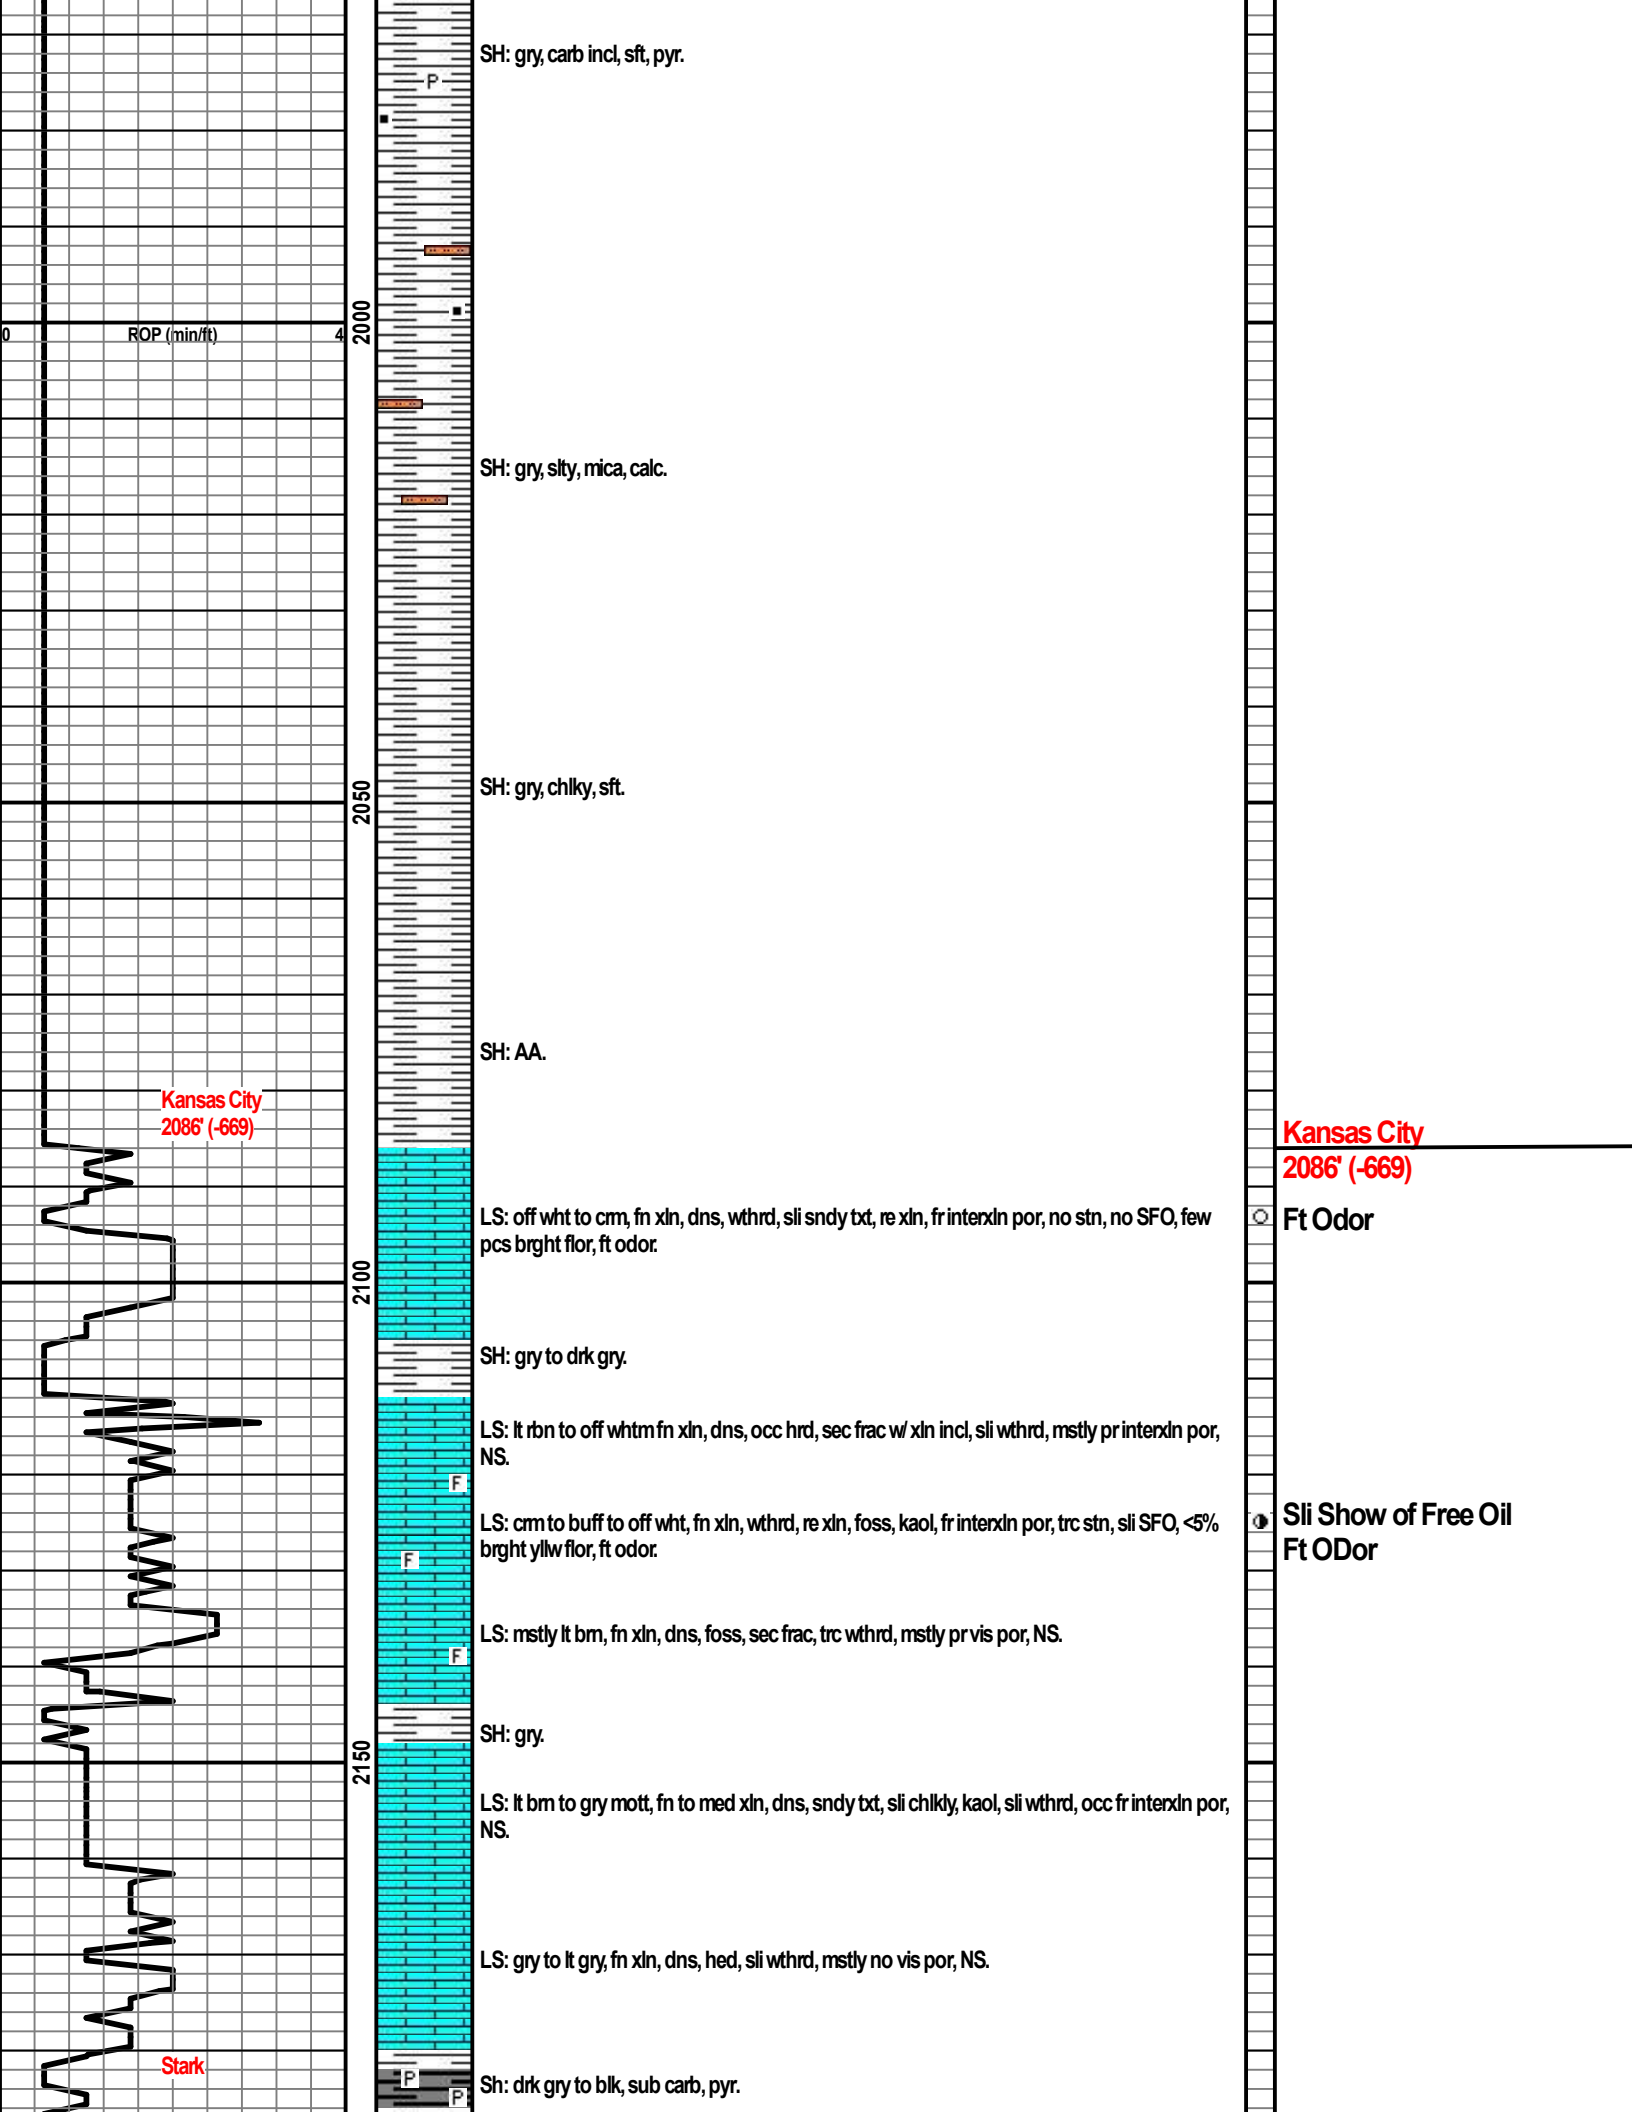 SH: gry, carb incl, sft, pyr.
P
0 ROP (min/ft) 4
2000
SH: gry, slty, mica, calc.
SH: gry, chlky, sft.
2050
SH: AA.
Kansas City
2086' (-669)
Kansas City
2086' (-669)
LS: off wht to crm, fn xln, dns, wthrd, sli sndy txt, re xln, fr interxln por, no stn, no SFO, few
pcs brght flor, ft odor.
Ft Odor
2100
SH: gry to drk gry.
LS: lt rbn to off whtm fn xln, dns, occ hrd, sec frac w/ xln incl, sli wthrd, mstly pr interxln por,
NS.
F
LS: crm to buff to off wht, fn xln, wthrd, re xln, foss, kaol, fr interxln por, trc stn, sli SFO, <5%
brght yllw flor, ft odor.
Sli Show of Free Oil
Ft ODor
F
LS: mstly lt brn, fn xln, dns, foss, sec frac, trc wthrd, mstly pr vis por, NS.
F
SH: gry.
2150
LS: lt brn to gry mott, fn to med xln, dns, sndy txt, sli chlkly, kaol, sli wthrd, occ fr interxln por,
NS.
LS: gry to lt gry, fn xln, dns, hed, sli wthrd, mstly no vis por, NS.
Stark
P
Sh: drk gry to blk, sub carb, pyr.
P